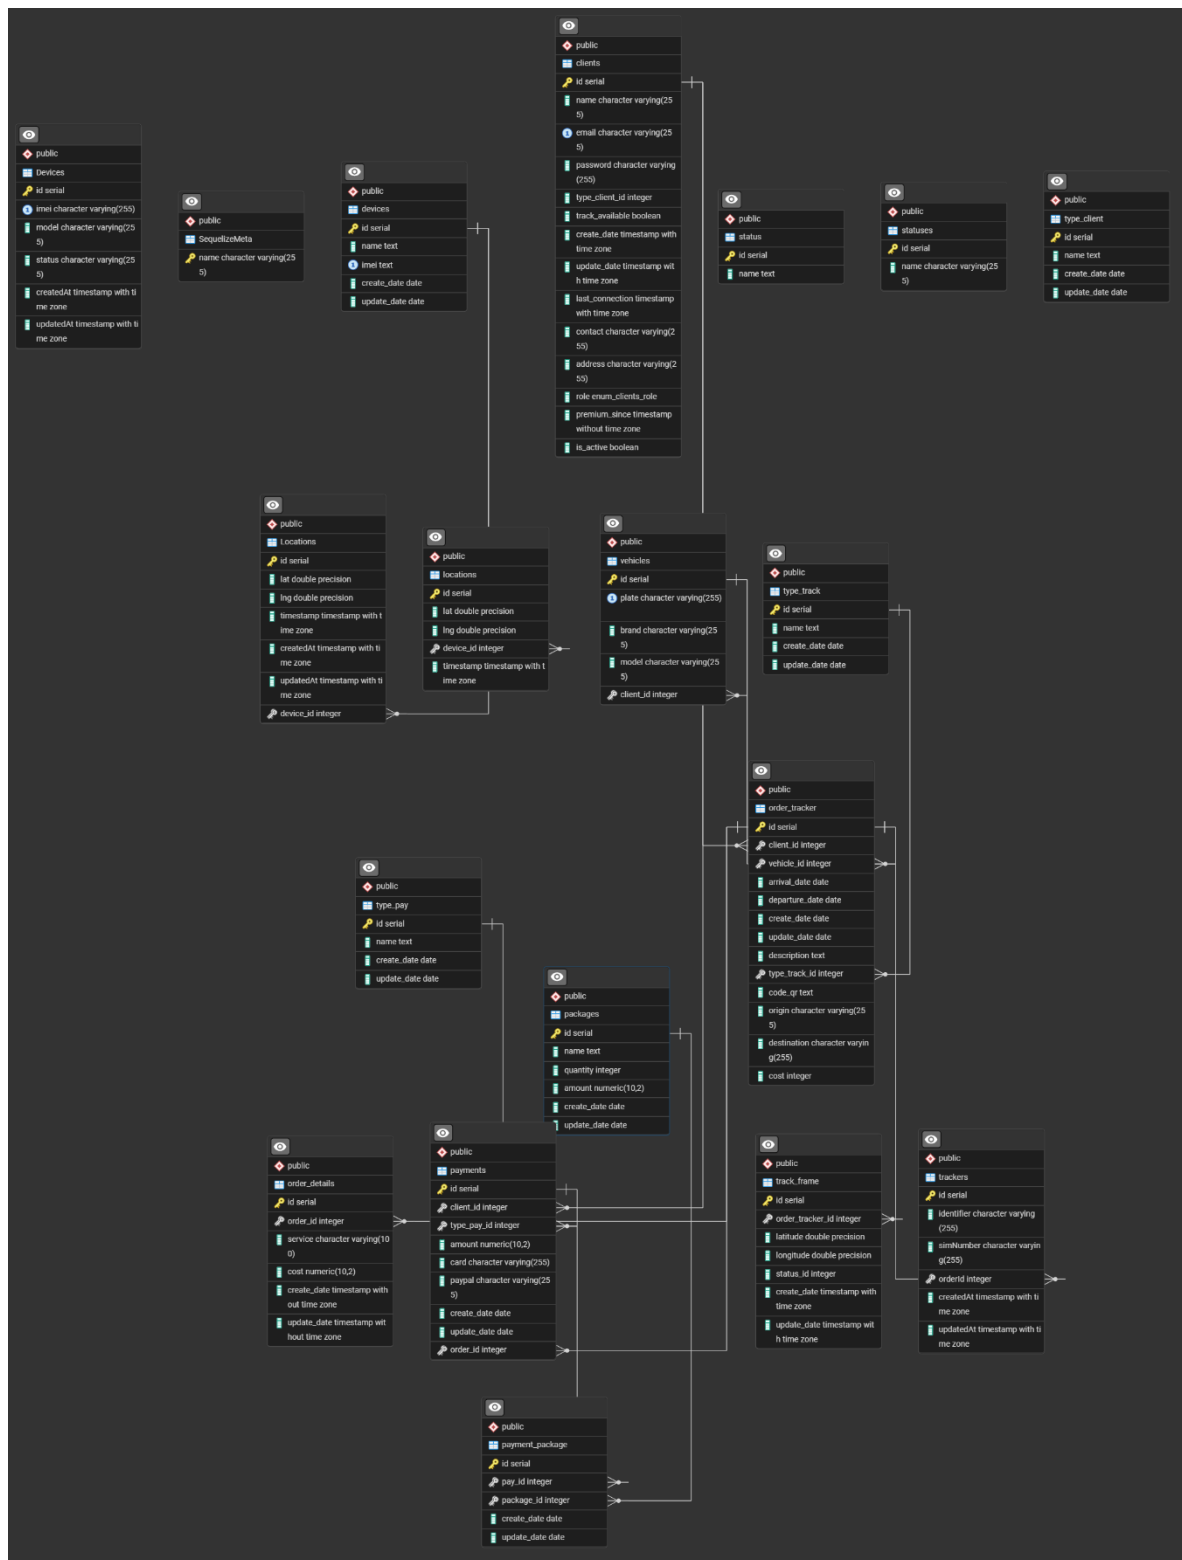 public
clients
id serial
name character varying(25
5)
email character varying(25
5)
password character varying
(255)
type_client_id integer
track_available boolean
create_date timestamp with
time zone
update_date timestamp wit
h time zone
last_connection timestamp
with time zone
contact character varying(2
55)
address character varying(2
55)
role enum_clients_role
premium_since timestamp
without time zone
is_active boolean
public
Devices
id serial
imei character varying(255)
model character varying(25
5)
status character varying(25
5)
createdAt timestamp with ti
me zone
updatedAt timestamp with ti
me zone
public
SequelizeMeta
name character varying(25
5)
public
devices
id serial
name text
imei text
create_date date
update_date date
public
status
id serial
name text
public
statuses
id serial
name character varying(25
5)
public
type_client
id serial
name text
create_date date
update_date date
public
Locations
id serial
lat double precision
lng double precision
timestamp timestamp with t
ime zone
createdAt timestamp with ti
me zone
updatedAt timestamp with ti
me zone
device_id integer
public
locations
id serial
lat double precision
lng double precision
device_id integer
timestamp timestamp with t
ime zone
public
vehicles
id serial
plate character varying(255)
brand character varying(25
5)
model character varying(25
5)
client_id integer
public
type_track
id serial
name text
create_date date
update_date date
public
order_tracker
id serial
client_id integer
vehicle_id integer
arrival_date date
departure_date date
create_date date
update_date date
description text
type_track_id integer
code_qr text
origin character varying(25
5)
destination character varyin
g(255)
cost integer
public
type_pay
id serial
name text
create_date date
update_date date
public
packages
id serial
name text
quantity integer
amount numeric(10,2)
create_date date
update_date date
public
order_details
id serial
order_id integer
service character varying(10
0)
cost numeric(10,2)
create_date timestamp with
out time zone
update_date timestamp wit
hout time zone
public
payments
id serial
client_id integer
type_pay_id integer
amount numeric(10,2)
card character varying(255)
paypal character varying(25
5)
create_date date
update_date date
order_id integer
public
track_frame
id serial
order_tracker_id integer
latitude double precision
longitude double precision
status_id integer
create_date timestamp with
time zone
update_date timestamp wit
h time zone
public
trackers
id serial
identifier character varying
(255)
simNumber character varyin
g(255)
orderId integer
createdAt timestamp with ti
me zone
updatedAt timestamp with ti
me zone
public
payment_package
id serial
pay_id integer
package_id integer
create_date date
update_date date